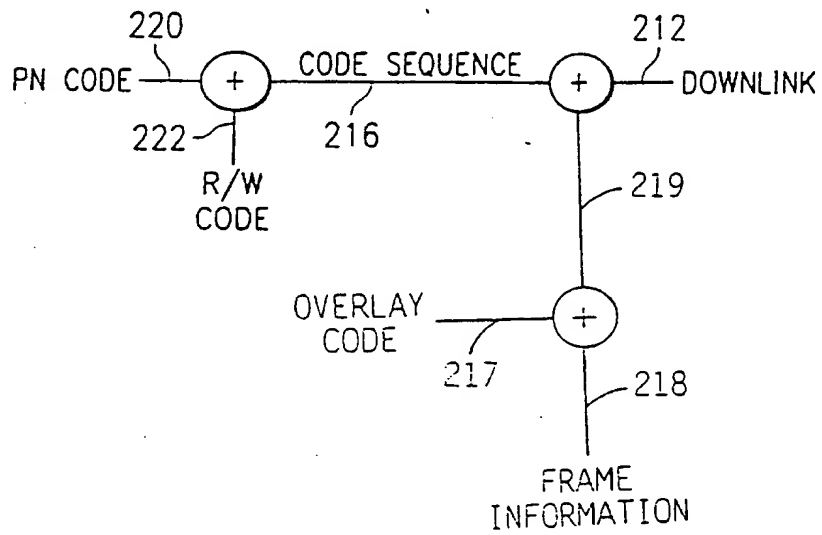 220
212
PN CODE
+
CODE SEQUENCE
+
DOWNLINK
222
216
R/W
CODE
219
OVERLAY
CODE
+
217
218
FRAME
INFORMATION